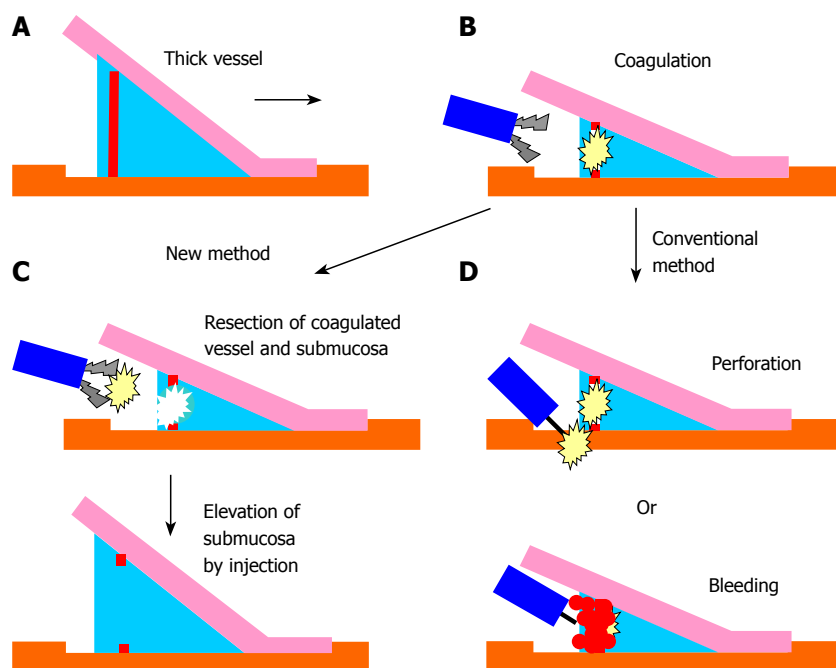 A
Thick vessel
B
Coagulation
New method
Conventional
method
C
Resection of coagulated
vessel and submucosa
D
Perforation
Elevation of
submucosa
by injection
Or
Bleeding